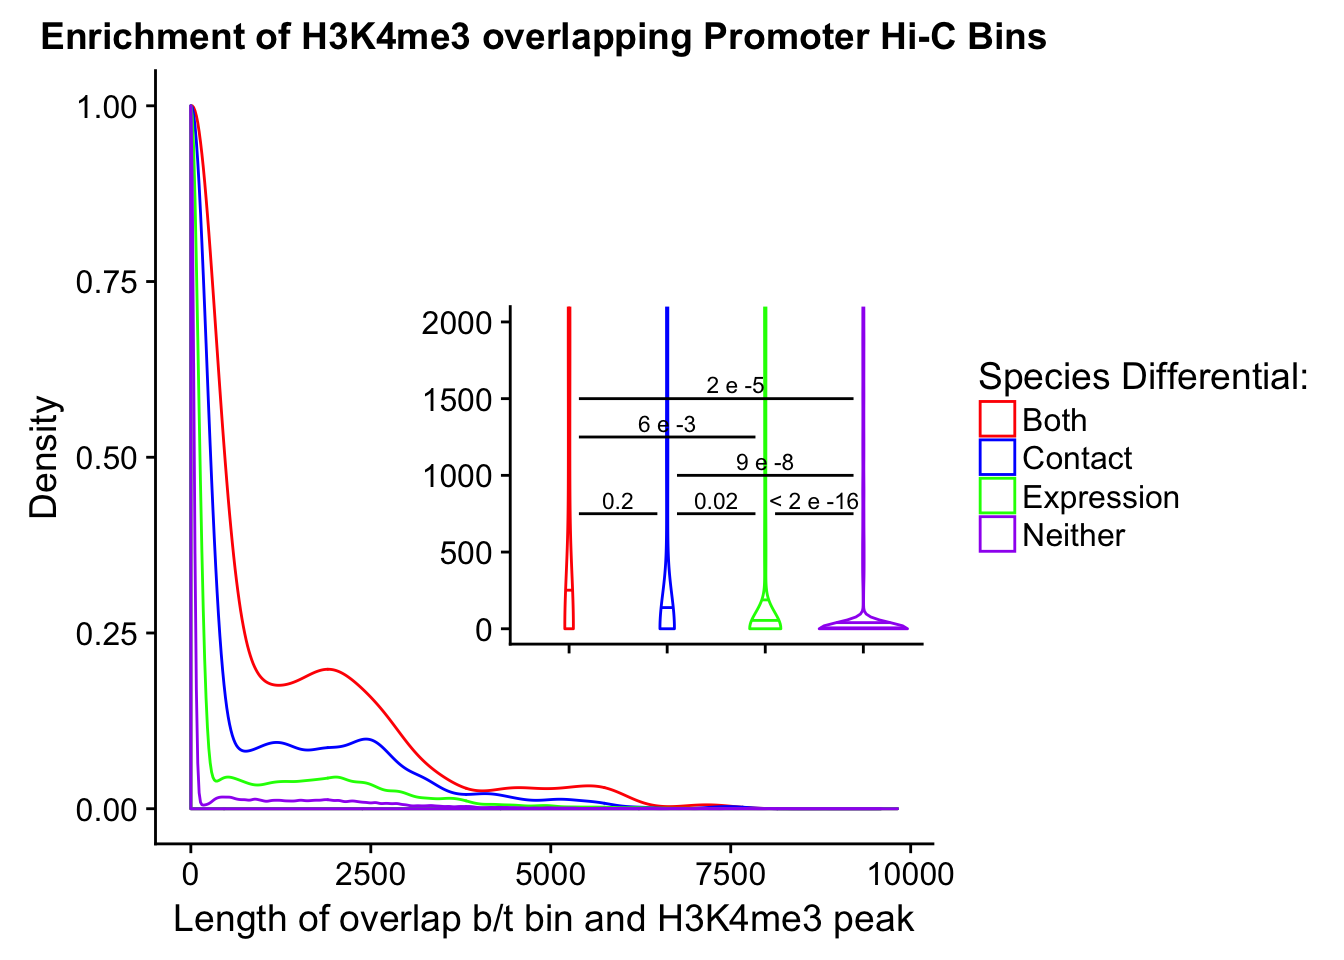 Enrichment of H3K4me3 overlapping Promoter Hi-C Bins
Density
1.00
0.75
0.50
0.25
0.00
0
2500
5000
7500
10000
Length of overlap b/t bin and H3K4me3 peak
2000
1500
1000
500
0
2 e -5
6 e -3
9 e -8
0.2
0.02
< 2 e -16
Species Differential:
Both
Contact
Expression
Neither